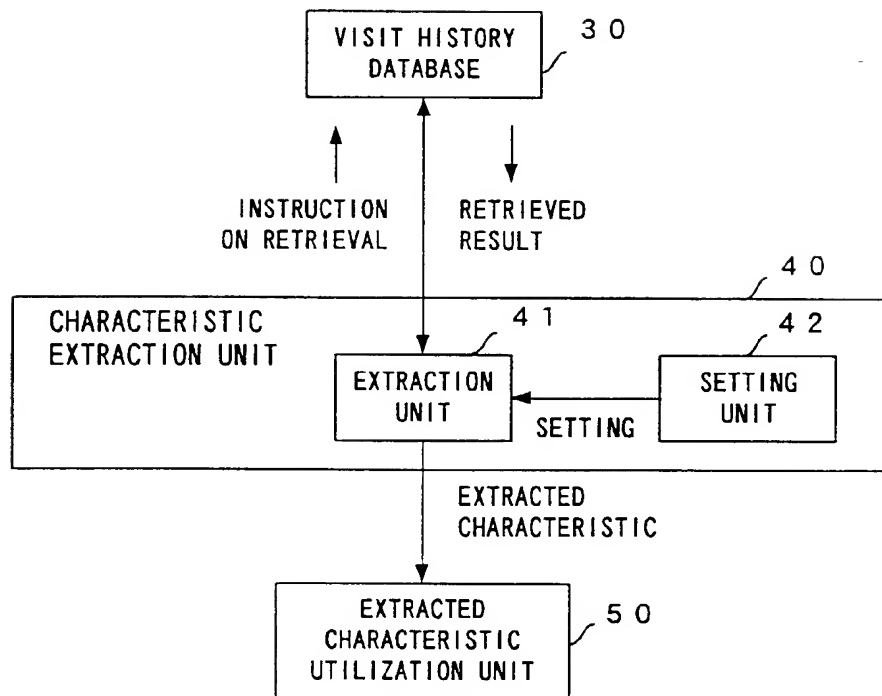 VISIT HISTORY
DATABASE
30
INSTRUCTION
ON RETRIEVAL
RETRIEVED
RESULT
40
CHARACTERISTIC
EXTRACTION UNIT
41
42
EXTRACTION
UNIT
SETTING
UNIT
SETTING
EXTRACTED
CHARACTERISTIC
EXTRACTED
CHARACTERISTIC
UTILIZATION UNIT
50